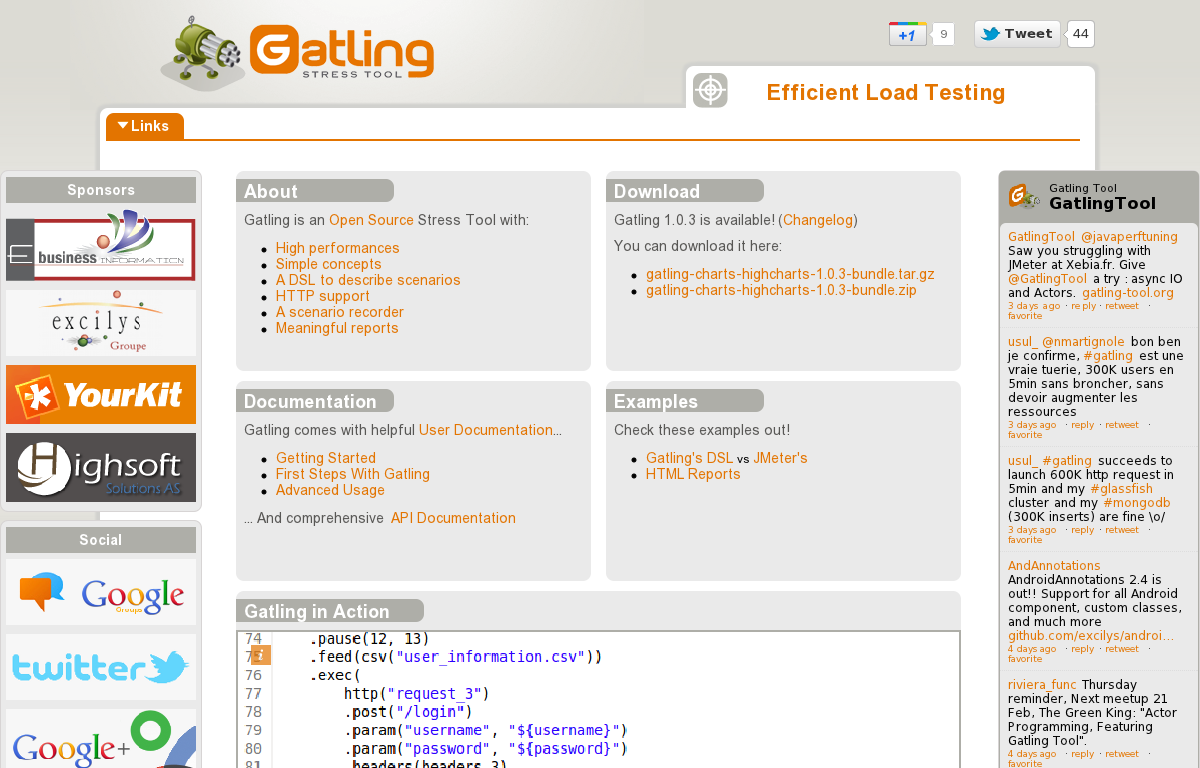 Gatling
STRESS TOOL
+1
9
Tweet
44
Efficient Load Testing
Links
Sponsors
E business INFORMATION
excilys
Groupe
YourKit
Highsoft
Solutions AS
Social
Google
Groups
twitter
Google+
About
Gatling is an Open Source Stress Tool with:
High performances
Simple concepts
A DSL to describe scenarios
HTTP support
A scenario recorder
Meaningful reports
Download
Gatling 1.0.3 is available! (Changelog)
You can download it here:
gatling-charts-highcharts-1.0.3-bundle.tar.gz
gatling-charts-highcharts-1.0.3-bundle.zip
Documentation
Gatling comes with helpful User Documentation...
Getting Started
First Steps With Gatling
Advanced Usage
... And comprehensive API Documentation
Examples
Check these examples out!
Gatling's DSL vs JMeter's
HTML Reports
Gatling in Action
74 .pause(12, 13)
75 .feed(csv("user_information.csv"))
76 .exec(
77 http("request_3")
78 .post("/login")
79 .param("username", "${username}")
80 .param("password", "${password}")
81 .headers(headers_3)
Gatling Tool
GatlingTool
GatlingTool @javaperftuning
Saw you struggling with
JMeter at Xebia.fr. Give
@GatlingTool a try : async IO
and Actors. gatling-tool.org
3 days ago · reply · retweet ·
favorite
usul_ @nmartignole bon ben
je confirme, #gatling est une
vraie tuerie, 300K users en
5min sans broncher, sans
devoir augmenter les
ressources
3 days ago · reply · retweet ·
favorite
usul_ #gatling succeeds to
launch 600K http request in
5min and my #glassfish
cluster and my #mongodb
(300K inserts) are fine \o/
3 days ago · reply · retweet ·
favorite
AndAnnotations
AndroidAnnotations 2.4 is
out!! Support for all Android
component, custom classes,
and much more
github.com/excilys/androi...
4 days ago · reply · retweet ·
favorite
riviera_func Thursday
reminder, Next meetup 21
Feb, The Green King: "Actor
Programming, Featuring
Gatling Tool".
4 days ago · reply · retweet ·
favorite